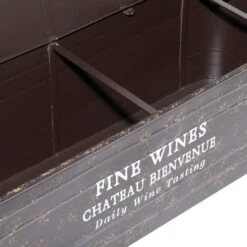 FINE WINES
CHATEAU BIENVENUE
Daily Wine Tasting